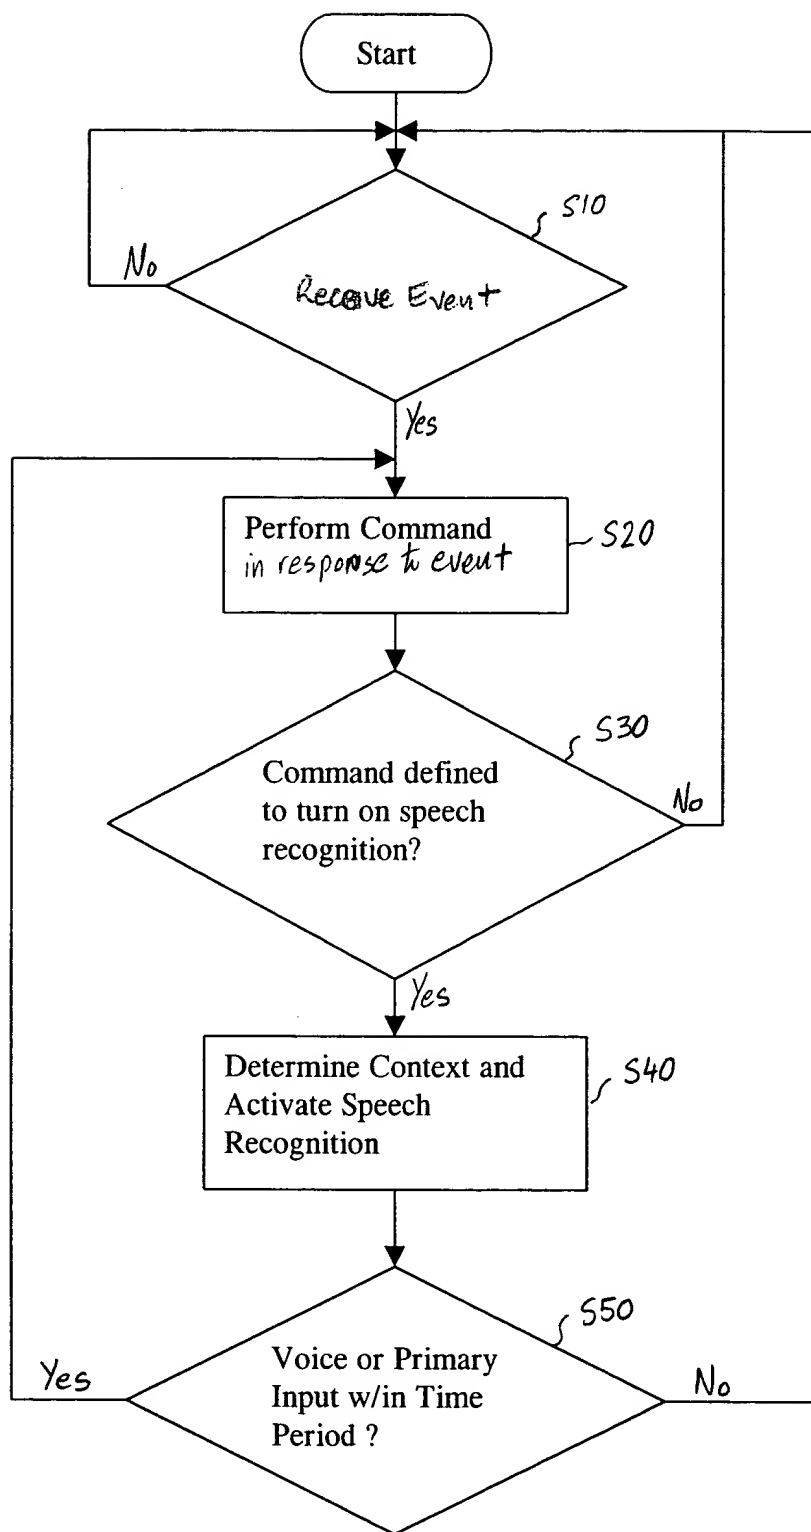 Start
S10
No
Receive Event
Yes
Perform Command
in response to event
S20
S30
Command defined
to turn on speech
recognition?
No
Yes
Determine Context and
Activate Speech
Recognition
S40
S50
Yes
Voice or Primary
Input w/in Time
Period ?
No